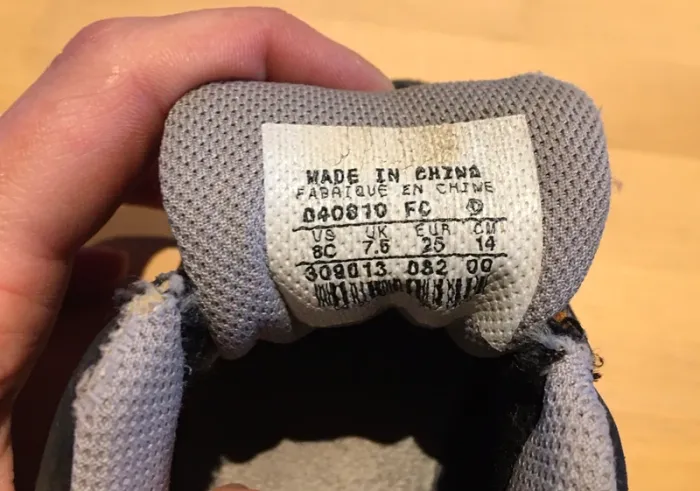 MADE IN CHINA
FABRIQUE EN CHINE
040810 FC D
US UK EUR CM
8C 7.5 25 14
309013 082 00